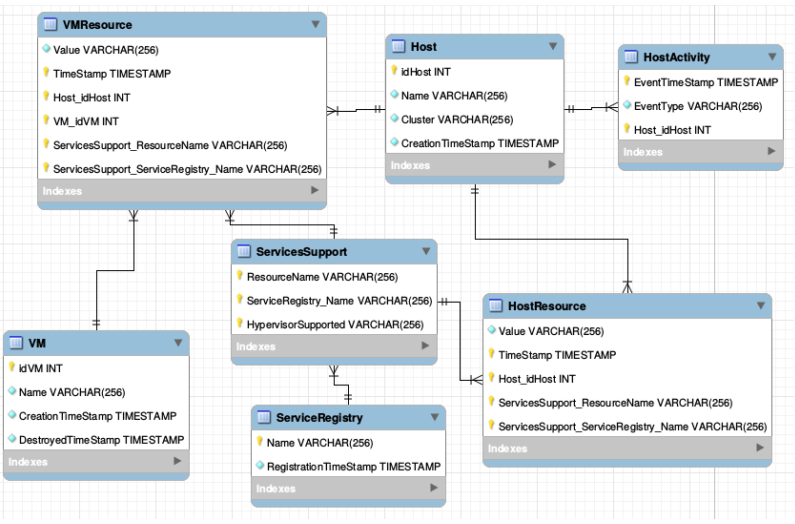 VMResource
Value VARCHAR(256)
TimeStamp TIMESTAMP
Host_idHost INT
VM_idVM INT
ServicesSupport_ResourceName VARCHAR(256)
ServicesSupport_ServiceRegistry_Name VARCHAR(256)
Indexes
Host
idHost INT
Name VARCHAR(256)
Cluster VARCHAR(256)
CreationTimeStamp TIMESTAMP
Indexes
HostActivity
EventTimeStamp TIMESTAMP
EventType VARCHAR(256)
Host_idHost INT
Indexes
ServicesSupport
ResourceName VARCHAR(256)
ServiceRegistry_Name VARCHAR(256)
HypervisorSupported VARCHAR(256)
Indexes
HostResource
Value VARCHAR(256)
TimeStamp TIMESTAMP
Host_idHost INT
ServicesSupport_ResourceName VARCHAR(256)
ServicesSupport_ServiceRegistry_Name VARCHAR(256)
Indexes
VM
idVM INT
Name VARCHAR(256)
CreationTimeStamp TIMESTAMP
DestroyedTimeStamp TIMESTAMP
Indexes
ServiceRegistry
Name VARCHAR(256)
RegistrationTimeStamp TIMESTAMP
Indexes